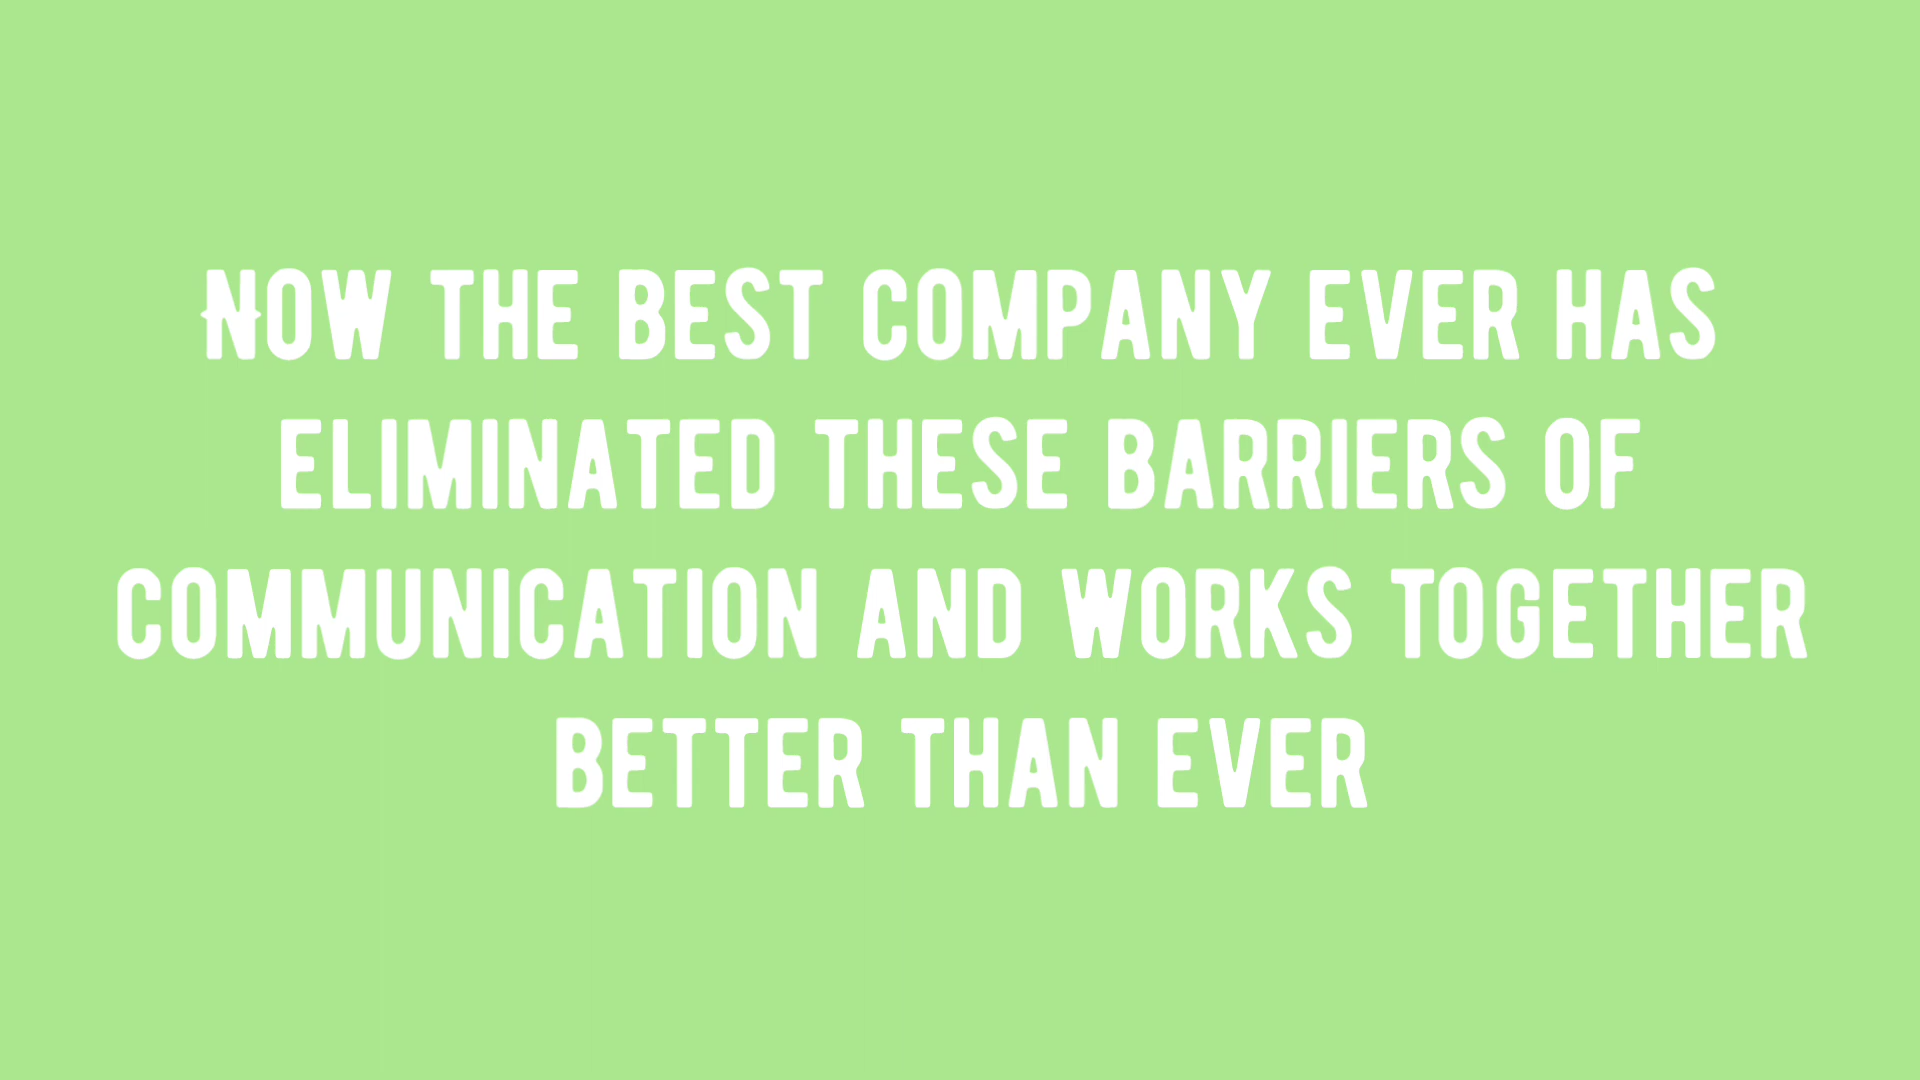 Now the best company ever has
eliminated these barriers of
communication and works together
better than ever